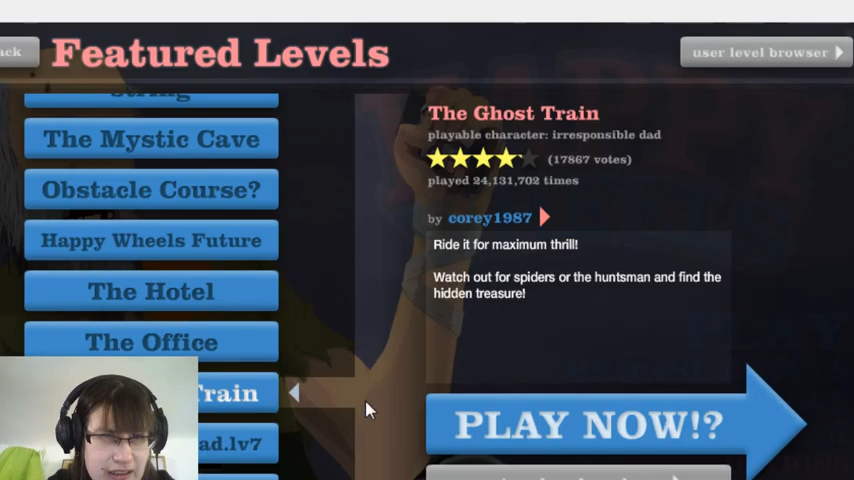 ack
Featured Levels
user level browser
String
The Mystic Cave
Obstacle Course?
Happy Wheels Future
The Hotel
The Office
Train
ad.lv7
The Ghost Train
playable character: irresponsible dad
(17867 votes)
played 24,131,702 times
by corey1987
Ride it for maximum thrill!
Watch out for spiders or the huntsman and find the
hidden treasure!
PLAY NOW!?